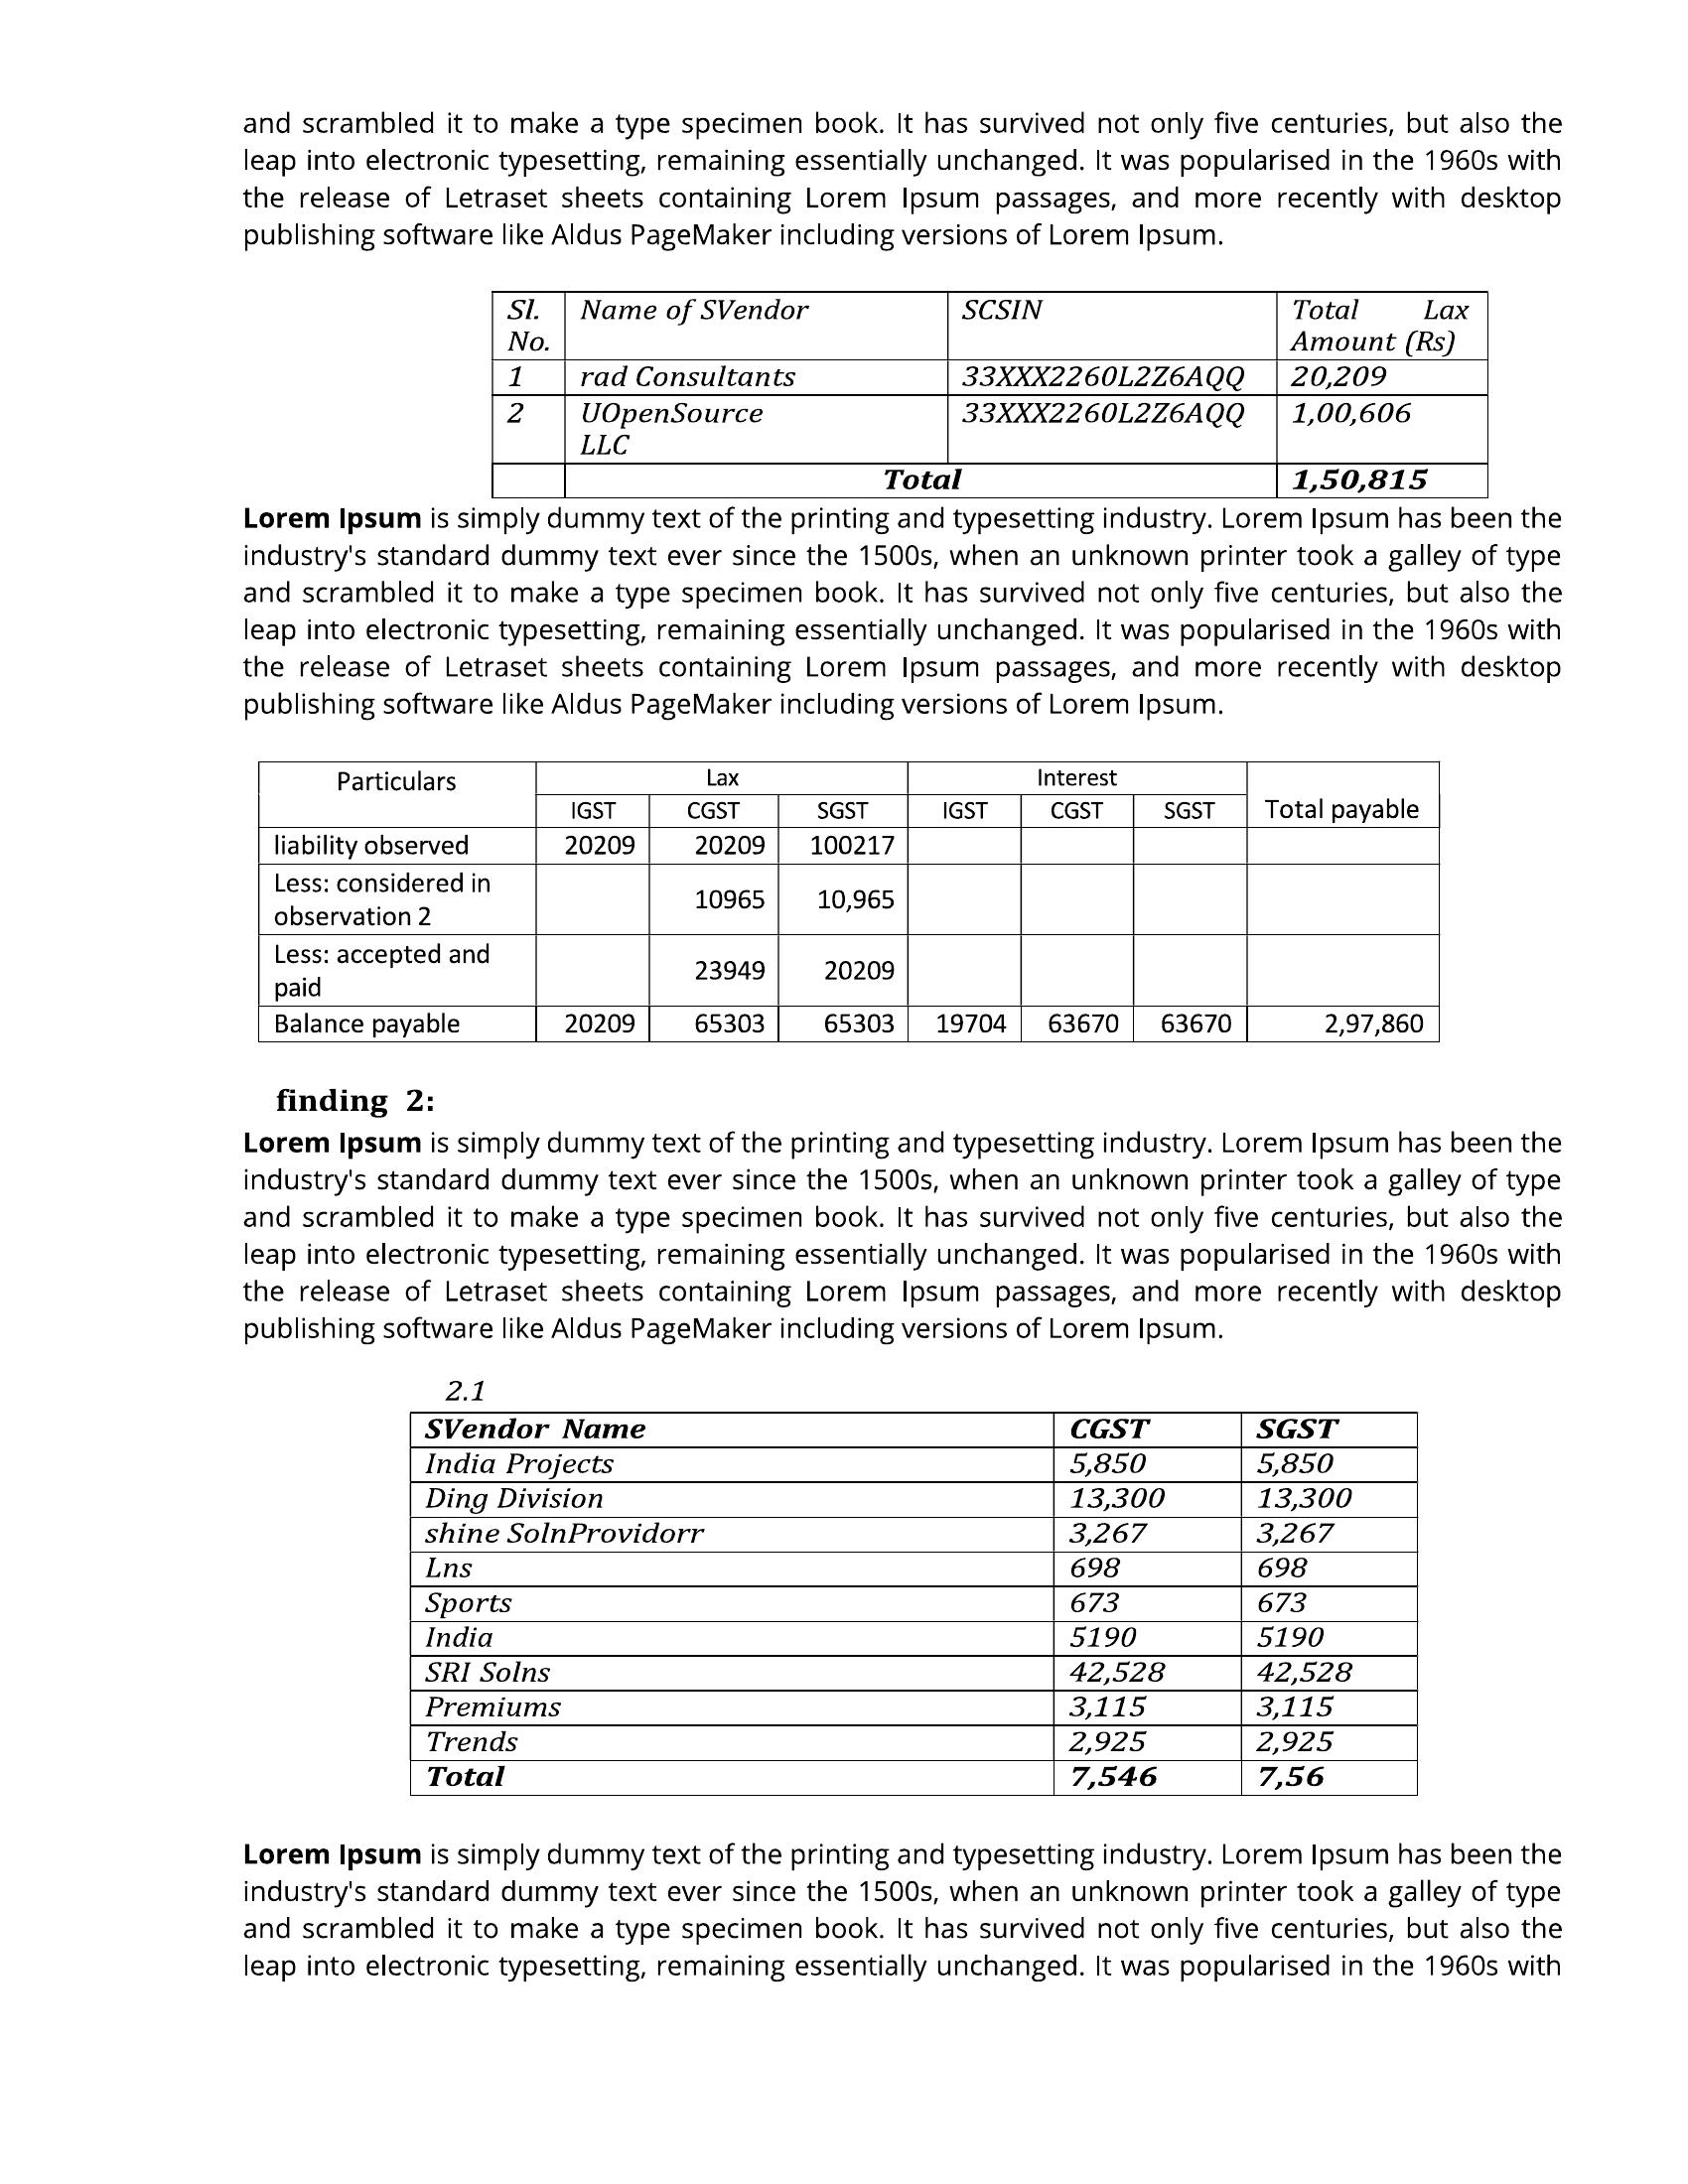 and scrambled it to make a type specimen book. It has survived not only five centuries, but also the
leap into electronic typesetting, remaining essentially unchanged. It was popularised in the 1960s with
the release of Letraset sheets containing Lorem Ipsum passages, and more recently with desktop
publishing software like Aldus PageMaker including versions of Lorem Ipsum.
Sl. No. Name of SVendor SCSIN Total Lax Amount (Rs)
1 rad Consultants 33XXX2260L2Z6AQQ 20,209
2 UOpenSource LLC 33XXX2260L2Z6AQQ 1,00,606
Total 1,50,815
Lorem Ipsum is simply dummy text of the printing and typesetting industry. Lorem Ipsum has been the
industry's standard dummy text ever since the 1500s, when an unknown printer took a galley of type
and scrambled it to make a type specimen book. It has survived not only five centuries, but also the
leap into electronic typesetting, remaining essentially unchanged. It was popularised in the 1960s with
the release of Letraset sheets containing Lorem Ipsum passages, and more recently with desktop
publishing software like Aldus PageMaker including versions of Lorem Ipsum.
Particulars Lax Interest Total payable
IGST CGST SGST IGST CGST SGST
liability observed 20209 20209 100217
Less: considered in observation 2 10965 10,965
Less: accepted and paid 23949 20209
Balance payable 20209 65303 65303 19704 63670 63670 2,97,860
finding 2:
Lorem Ipsum is simply dummy text of the printing and typesetting industry. Lorem Ipsum has been the
industry's standard dummy text ever since the 1500s, when an unknown printer took a galley of type
and scrambled it to make a type specimen book. It has survived not only five centuries, but also the
leap into electronic typesetting, remaining essentially unchanged. It was popularised in the 1960s with
the release of Letraset sheets containing Lorem Ipsum passages, and more recently with desktop
publishing software like Aldus PageMaker including versions of Lorem Ipsum.
2.1
SVendor Name CGST SGST
India Projects 5,850 5,850
Ding Division 13,300 13,300
shine SolnProvidorr 3,267 3,267
Lns 698 698
Sports 673 673
India 5190 5190
SRI Solns 42,528 42,528
Premiums 3,115 3,115
Trends 2,925 2,925
Total 7,546 7,56
Lorem Ipsum is simply dummy text of the printing and typesetting industry. Lorem Ipsum has been the
industry's standard dummy text ever since the 1500s, when an unknown printer took a galley of type
and scrambled it to make a type specimen book. It has survived not only five centuries, but also the
leap into electronic typesetting, remaining essentially unchanged. It was popularised in the 1960s with